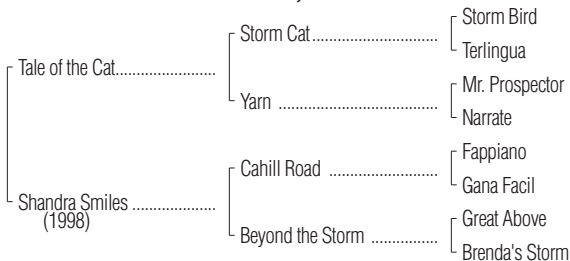 Storm Bird
Storm Cat
Terlingua
Tale of the Cat
Mr. Prospector
Yarn
Narrate
Fappiano
Cahill Road
Gana Facil
Shandra Smiles
(1998)
Great Above
Beyond the Storm
Brenda's Storm